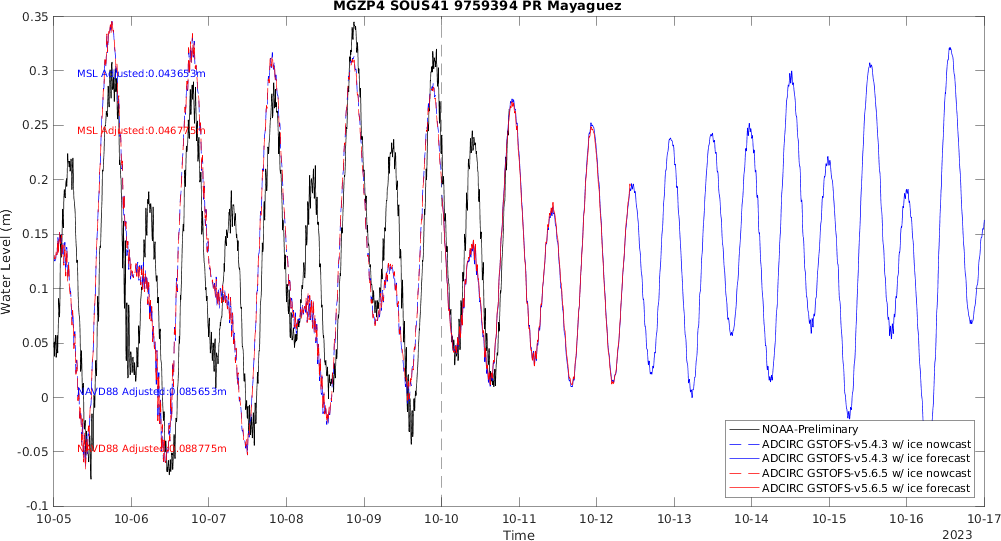 MGZP4 SOUS41 9759394 PR Mayaguez
0.35
0.3
0.25
0.2
0.15
0.1
0.05
0
-0.05
-0.1
Water Level (m)
MSL Adjusted:0.043653m
MSL Adjusted:0.046775m
NAVD88 Adjusted:0.085653m
NAVD88 Adjusted:0.088775m
NOAA-Preliminary
ADCIRC GSTOFS-v5.4.3 w/ ice nowcast
ADCIRC GSTOFS-v5.4.3 w/ ice forecast
ADCIRC GSTOFS-v5.6.5 w/ ice nowcast
ADCIRC GSTOFS-v5.6.5 w/ ice forecast
10-05 10-06 10-07 10-08 10-09 10-10 10-11 10-12 10-13 10-14 10-15 10-16 10-17
Time
2023